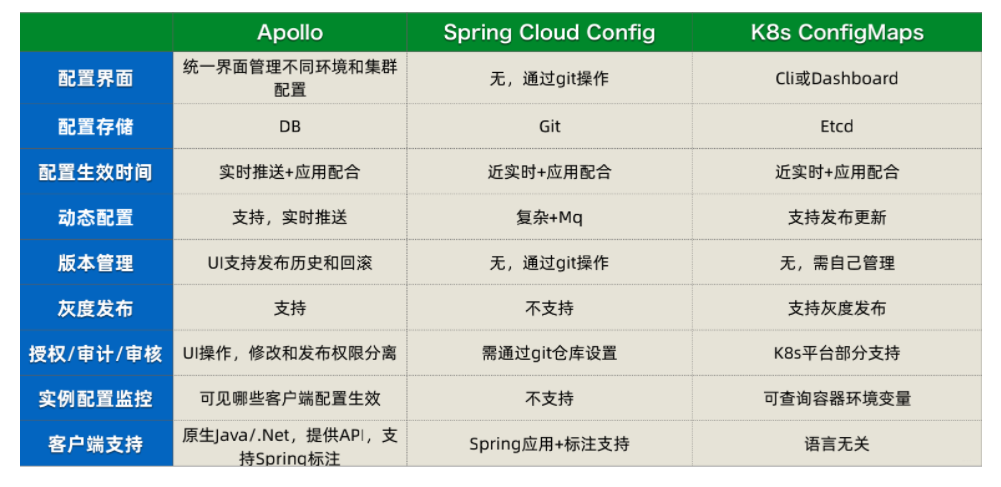 Apollo Spring Cloud Config K8s ConfigMaps
配置界面 统一界面管理不同环境和集群配置 无，通过git操作 Cli或Dashboard
配置存储 DB Git Etcd
配置生效时间 实时推送+应用配合 近实时+应用配合 近实时+应用配合
动态配置 支持，实时推送 复杂+Mq 支持发布更新
版本管理 UI支持发布历史和回滚 无，通过git操作 无，需自己管理
灰度发布 支持 不支持 支持灰度发布
授权/审计/审核 UI操作，修改和发布权限分离 需通过git仓库设置 K8s平台部分支持
实例配置监控 可见哪些客户端配置生效 不支持 可查询容器环境变量
客户端支持 原生Java/.Net，提供API，支持Spring标注 Spring应用+标注支持 语言无关